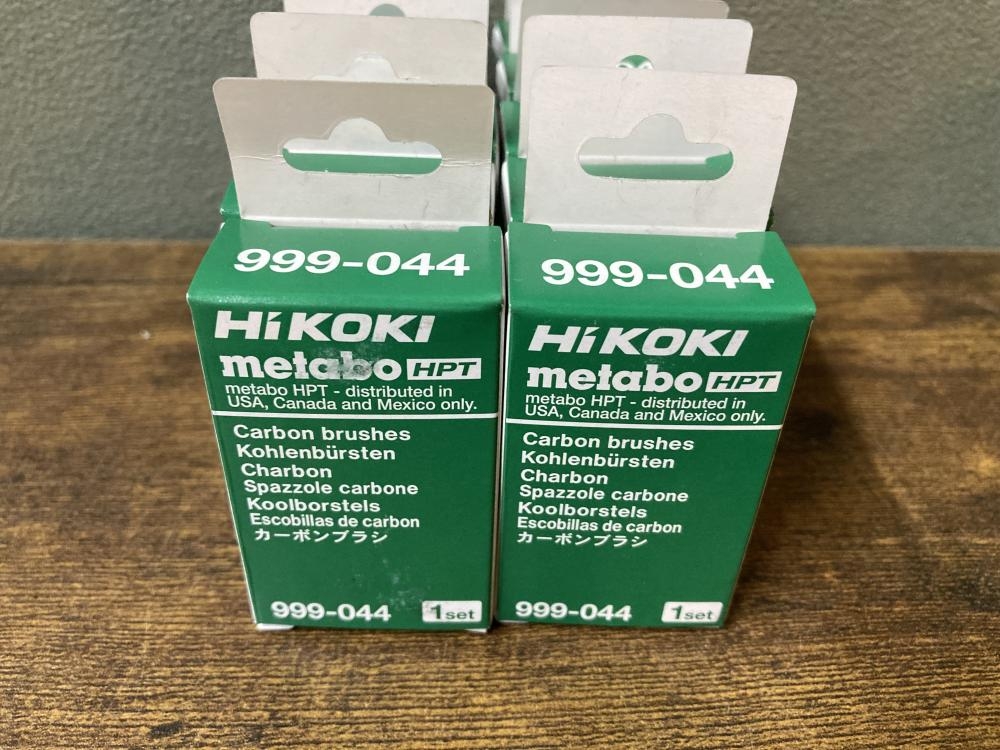 999-044
HiKOKI
metabo HPT
metabo HPT - distributed in
USA, Canada and Mexico only.
Carbon brushes
Kohlenbürsten
Charbon
Spazzole carbone
Koolborstels
Escobillas de carbon
カーボンブラシ
999-044 1set
999-044
HiKOKI
metabo HPT
metabo HPT - distributed in
USA, Canada and Mexico only.
Carbon brushes
Kohlenbürsten
Charbon
Spazzole carbone
Koolborstels
Escobillas de carbon
カーボンブラシ
999-044 1set